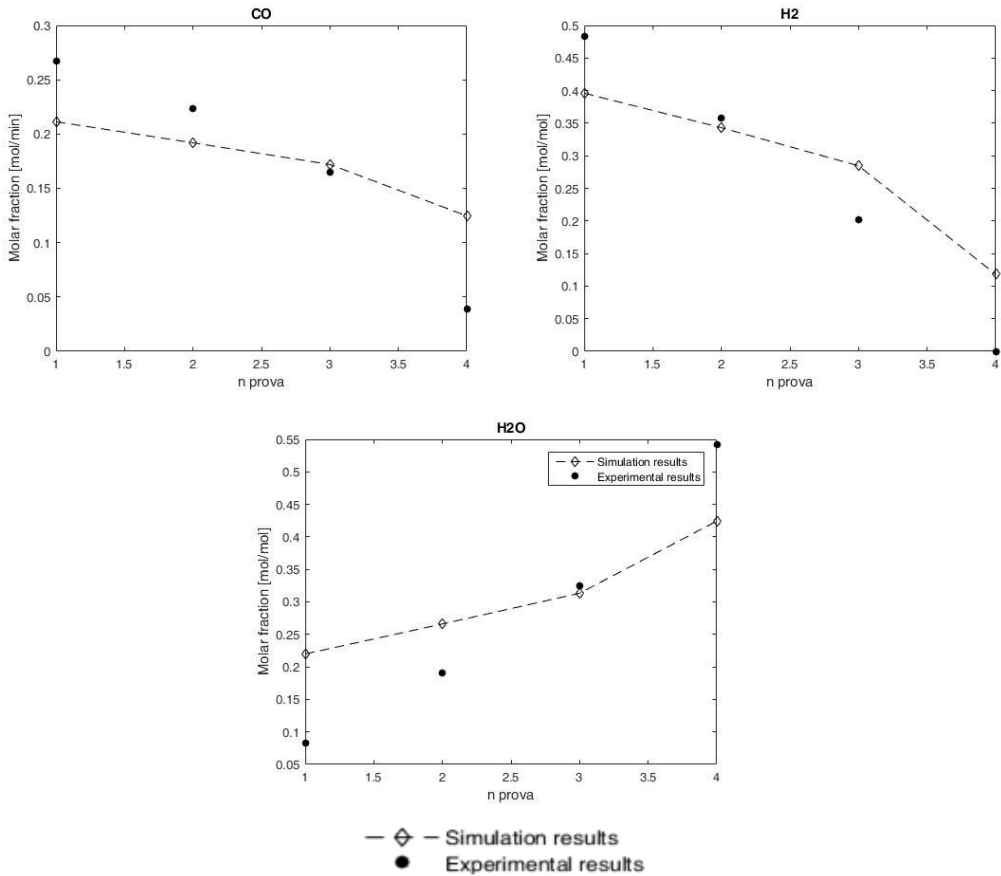 CO
Molar fraction [mol/min]
0.3
0.25
0.2
0.15
0.1
0.05
0
1 1.5 2 2.5 3 3.5 4
n prova
H2
Molar fraction [mol/mol]
0.5
0.45
0.4
0.35
0.3
0.25
0.2
0.15
0.1
0.05
0
1 1.5 2 2.5 3 3.5 4
n prova
H2O
Molar fraction [mol/mol]
0.55
0.5
0.45
0.4
0.35
0.3
0.25
0.2
0.15
0.1
0.05
1 1.5 2 2.5 3 3.5 4
n prova
Simulation results
Experimental results
Simulation results
Experimental results